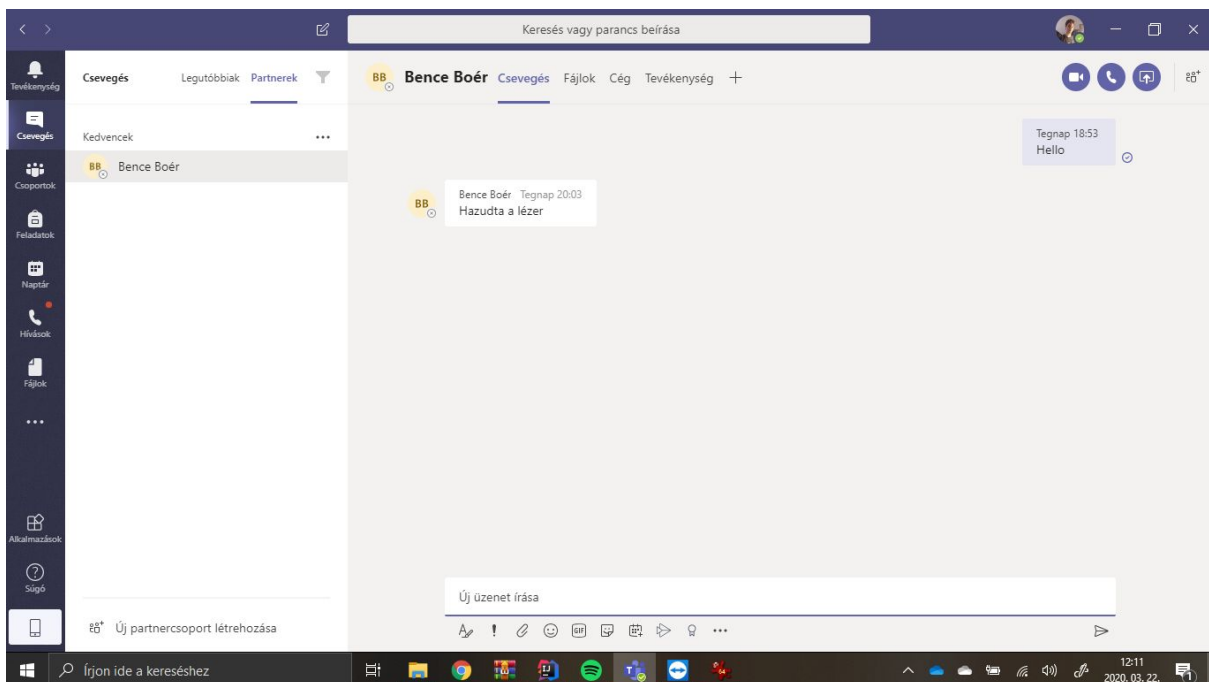 Keresés vagy parancs beírása
Tevékenység
Csevegés
Csoportok
Feladatok
Naptár
Hívások
Fájlok
Alkalmazások
Súgó
Csevegés Legutóbbiak Partnerek
Kedvencek
BB Bence Boér
Új partnercsoport létrehozása
BB Bence Boér Csevegés Fájlok Cég Tevékenység
Tegnap 18:53
Hello
BB
Bence Boér Tegnap 20:03
Hazudta a lézer
Új üzenet írása
GIF
Írjon ide a kereséshez
12:11
2020. 03. 22.
1